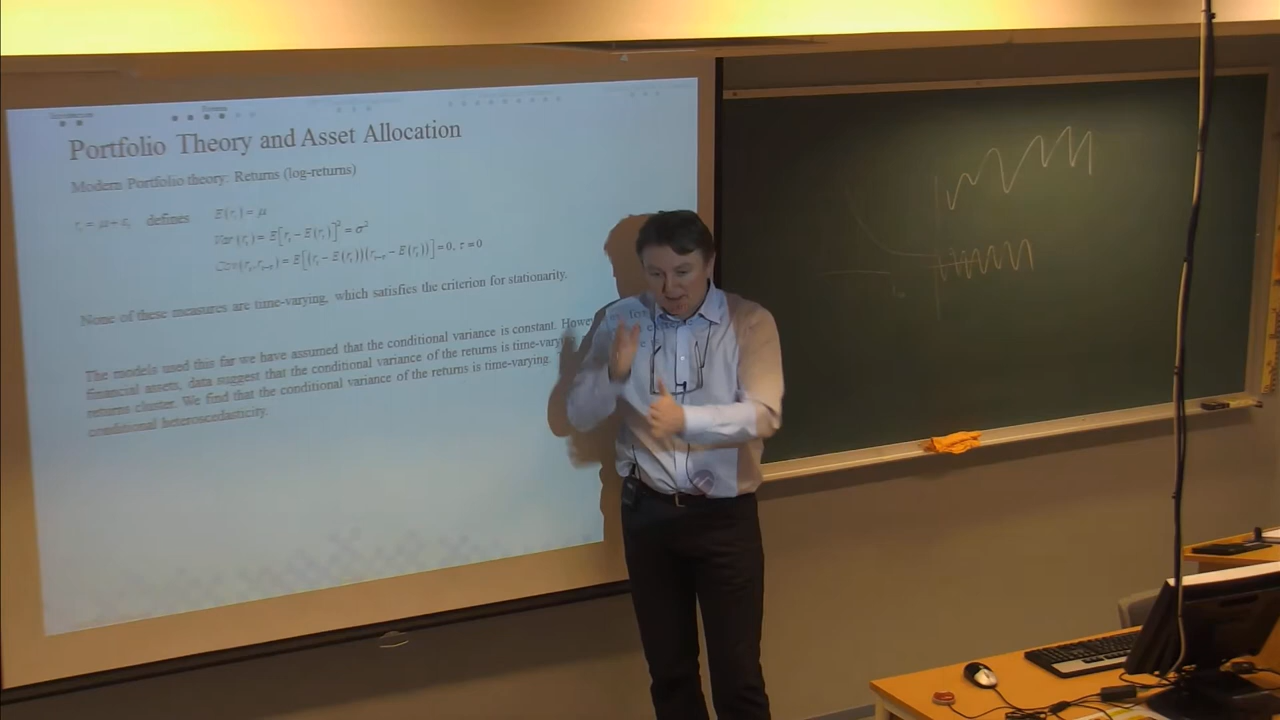 Returns
Portfolio Theory and Asset Allocation
Modern Portfolio theory: Returns (log-returns)
rₜ = μ + εₜ defines E(rₜ) = μ
Var(rₜ) = E[rₜ − E(rₜ)]² = σ²
= E[(rₜ − E(rₜ))(rₜ₋τ − E(rₜ))] = 0, τ = 0
None of these measures are time-varying, which satisfies the criterion for stationarity.
The models used this far we have assumed that the conditional variance is constant. However for
financial assets, data suggest that the conditional variance of the returns is time-varying
returns cluster. We find that the conditional variance of the returns is time-varying.
conditional heteroscedasticity.